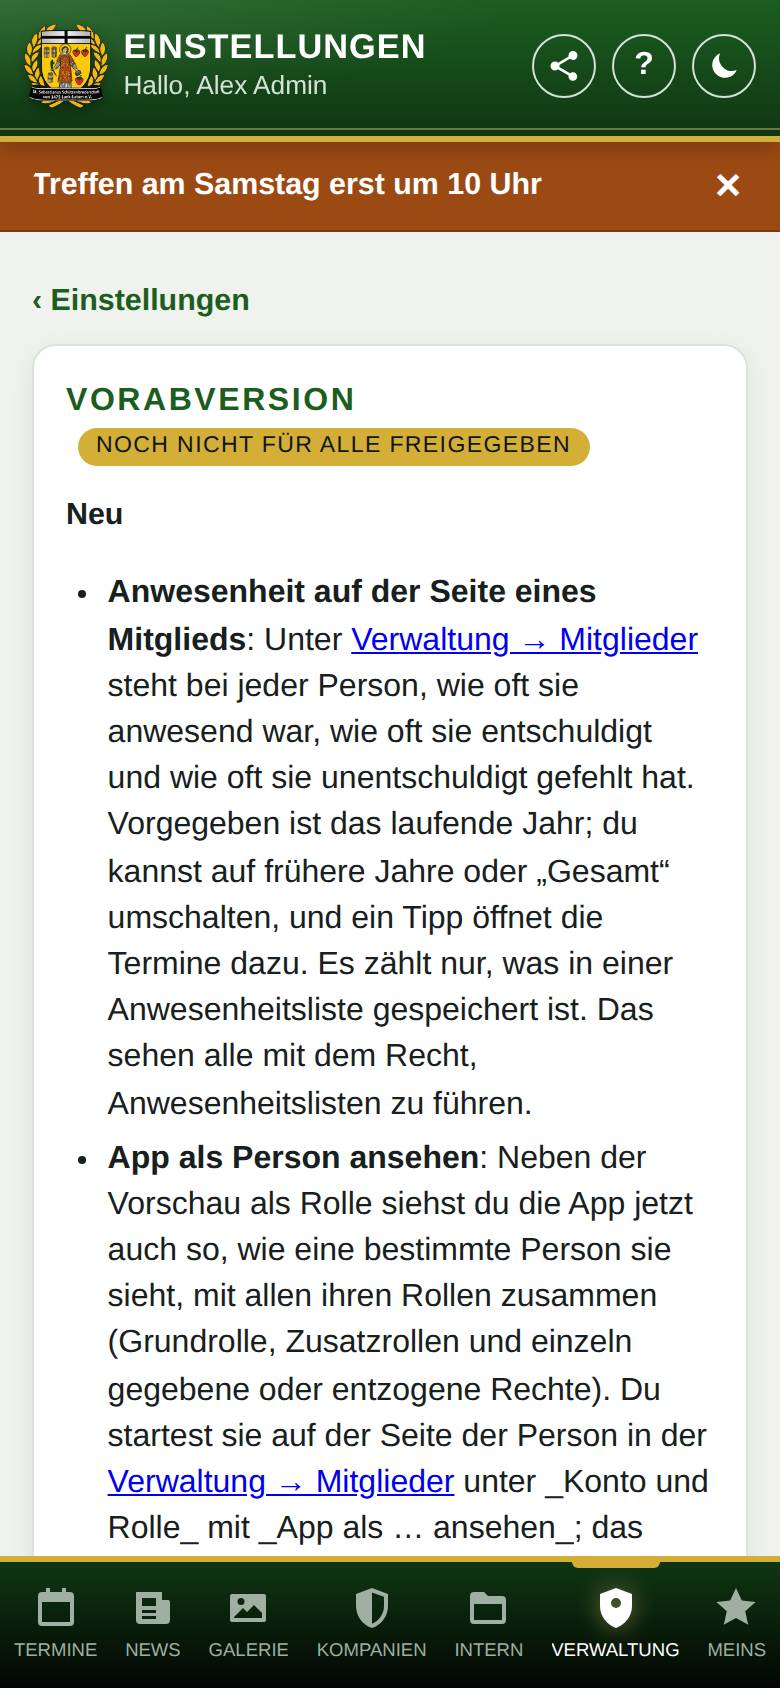 EINSTELLUNGEN
Hallo, Alex Admin
?
Treffen am Samstag erst um 10 Uhr
×
‹ Einstellungen
VORABVERSION
NOCH NICHT FÜR ALLE FREIGEGEBEN
Neu
• Anwesenheit auf der Seite eines
Mitglieds: Unter Verwaltung → Mitglieder
steht bei jeder Person, wie oft sie
anwesend war, wie oft sie entschuldigt
und wie oft sie unentschuldigt gefehlt hat.
Vorgegeben ist das laufende Jahr; du
kannst auf frühere Jahre oder „Gesamt“
umschalten, und ein Tipp öffnet die
Termine dazu. Es zählt nur, was in einer
Anwesenheitsliste gespeichert ist. Das
sehen alle mit dem Recht,
Anwesenheitslisten zu führen.
• App als Person ansehen: Neben der
Vorschau als Rolle siehst du die App jetzt
auch so, wie eine bestimmte Person sie
sieht, mit allen ihren Rollen zusammen
(Grundrolle, Zusatzrollen und einzeln
gegebene oder entzogene Rechte). Du
startest sie auf der Seite der Person in der
Verwaltung → Mitglieder unter _Konto und
Rolle_ mit _App als … ansehen_; das
TERMINE
NEWS
GALERIE
KOMPANIEN
INTERN
VERWALTUNG
MEINS